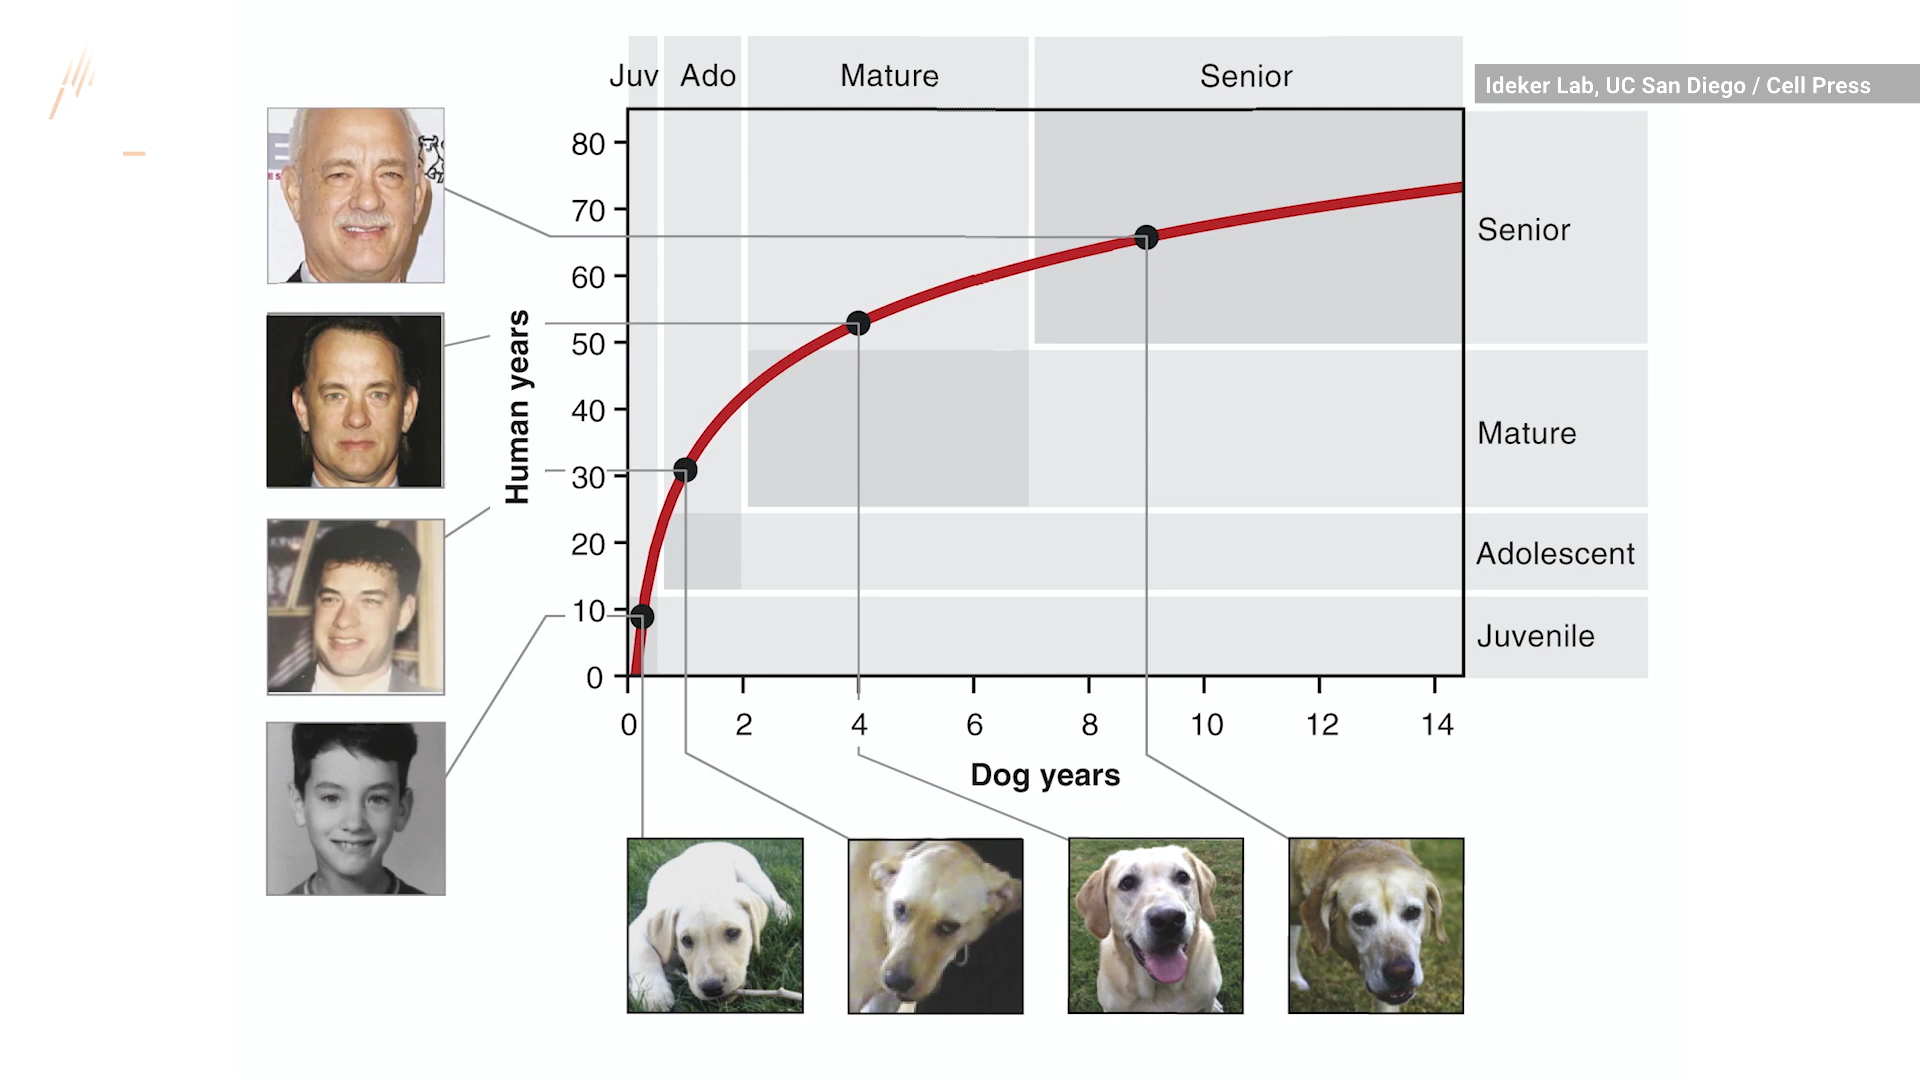 Juv Ado Mature Senior
Ideker Lab, UC San Diego / Cell Press
80
70
60
50
40
30
20
10
0
Human years
Senior
Mature
Adolescent
Juvenile
0 2 4 6 8 10 12 14
Dog years